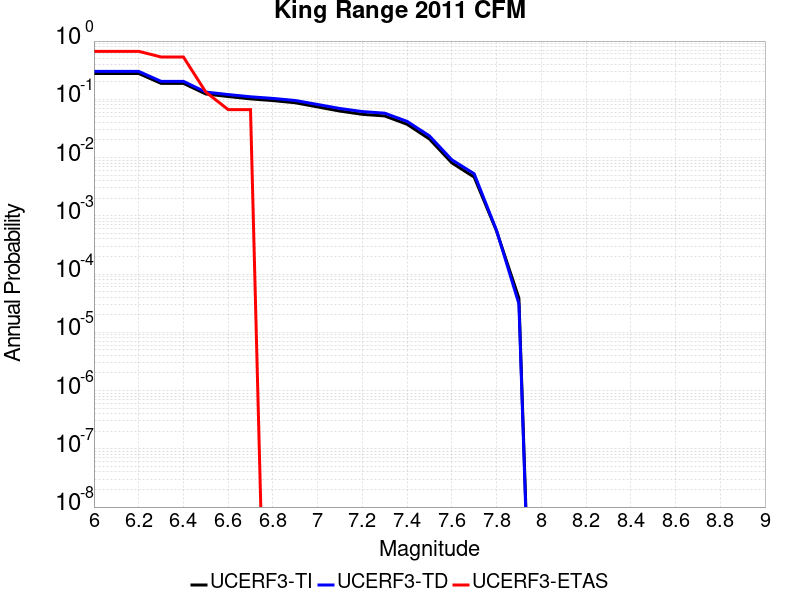 King Range 2011 CFM
10^0
10^-1
10^-2
10^-3
10^-4
10^-5
10^-6
10^-7
10^-8
Annual Probability
6 6.2 6.4 6.6 6.8 7 7.2 7.4 7.6 7.8 8 8.2 8.4 8.6 8.8 9
Magnitude
UCERF3-TI UCERF3-TD UCERF3-ETAS